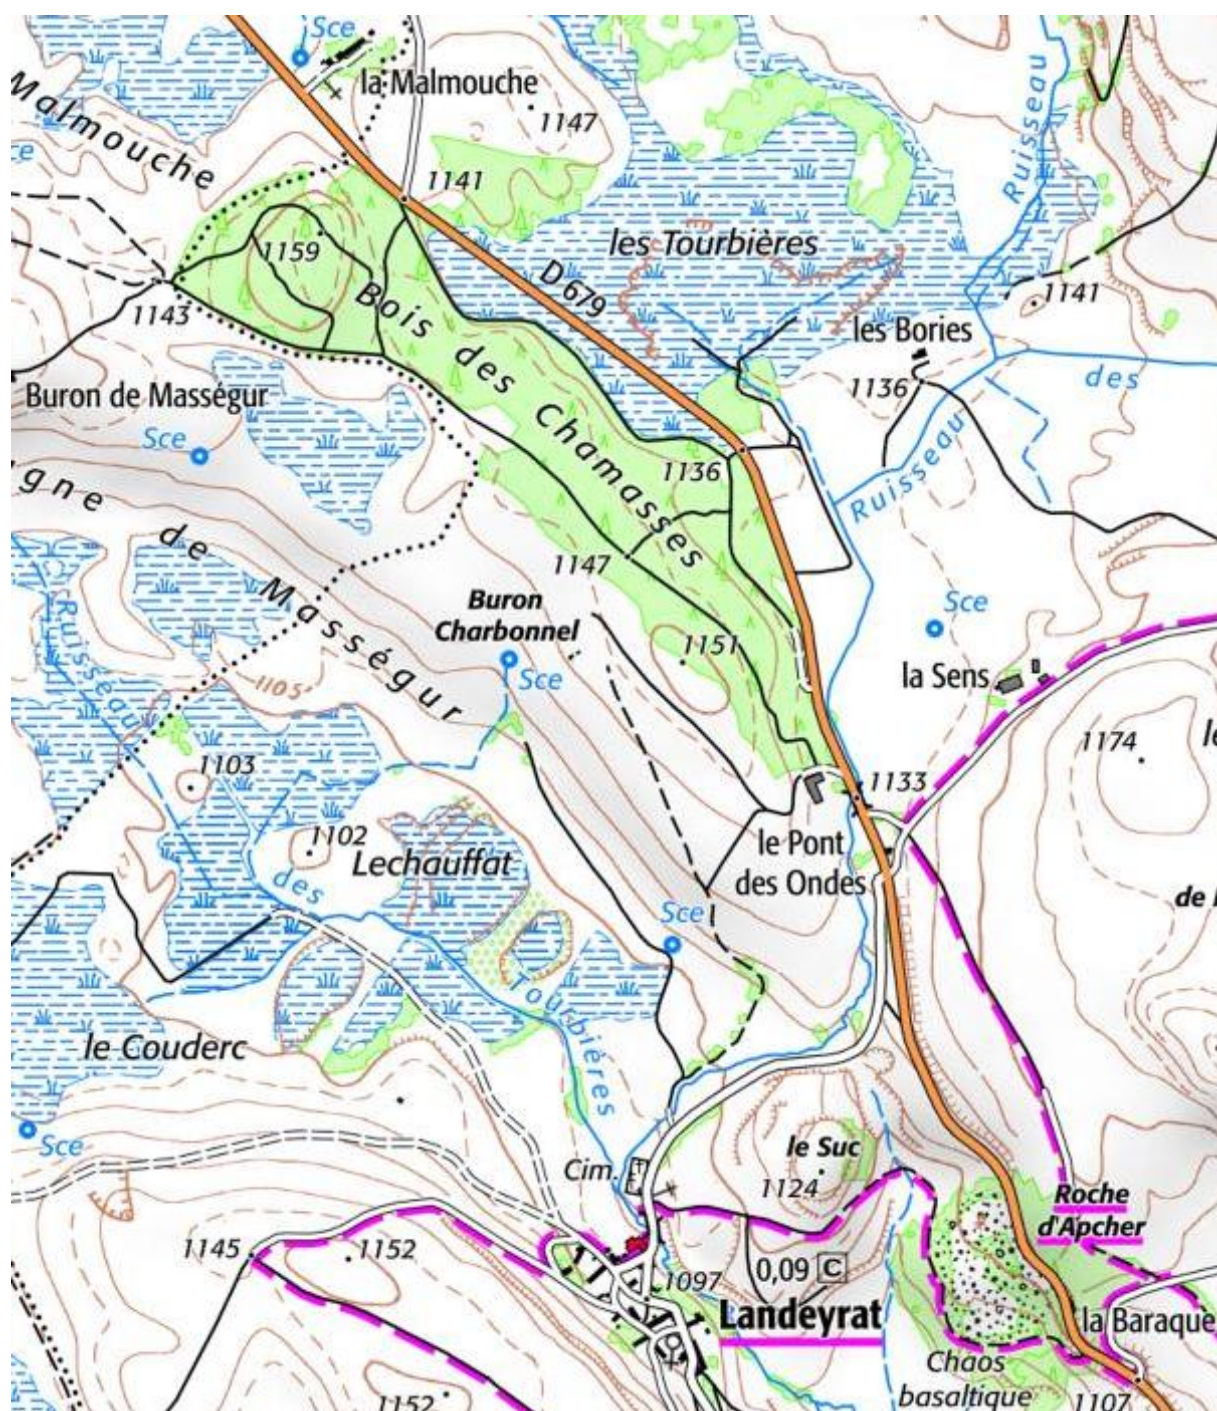 Sce
la Malmouche
Malmouche
1147
ce
1141
Ruisseau
les Tourbières
1159
D 679
1141
1143
Bois des Chamasses
les Bories
des
Buron de Masségur
1136
Sce
1136
Ruisseau
gne de Masségur
1147
Buron
Charbonnel
Sce
Sce
1151
Ruisseau
la Sens
1105
1174
le
1103
1133
1102
Lechauffat
le Pont
des Ondes
des
Sce
de
Tourbières
le Couderc
Sce
le Suc
Cim.
1124
Roche
d'Apcher
1145
1152
0,09 C
1097
Landeyrat
la Baraque
Chaos
basaltique
1152
1107